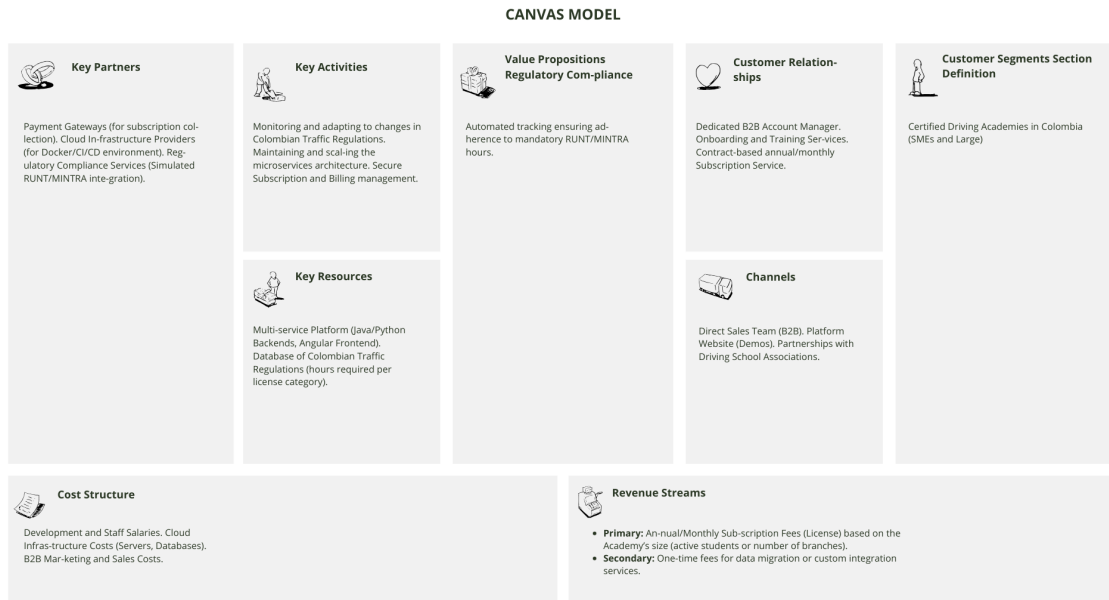 CANVAS MODEL
Key Partners
Payment Gateways (for subscription col-
lection). Cloud In-frastructure Providers
(for Docker/CI/CD environment). Reg-
ulatory Compliance Services (Simulated
RUNT/MINTRA inte-gration).
Key Activities
Monitoring and adapting to changes in
Colombian Traffic Regulations.
Maintaining and scal-ing the
microservices architecture. Secure
Subscription and Billing management.
Key Resources
Multi-service Platform (Java/Python
Backends, Angular Frontend).
Database of Colombian Traffic
Regulations (hours required per
license category).
Value Propositions
Regulatory Com-pliance
Automated tracking ensuring ad-
herence to mandatory RUNT/MINTRA
hours.
Customer Relation-
ships
Dedicated B2B Account Manager.
Onboarding and Training Ser-vices.
Contract-based annual/monthly
Subscription Service.
Channels
Direct Sales Team (B2B). Platform
Website (Demos). Partnerships with
Driving School Associations.
Customer Segments Section
Definition
Certified Driving Academies in Colombia
(SMEs and Large)
Cost Structure
Development and Staff Salaries. Cloud
Infras-tructure Costs (Servers, Databases).
B2B Mar-keting and Sales Costs.
Revenue Streams
• Primary: An-nual/Monthly Sub-scription Fees (License) based on the
Academy's size (active students or number of branches).
• Secondary: One-time fees for data migration or custom integration
services.